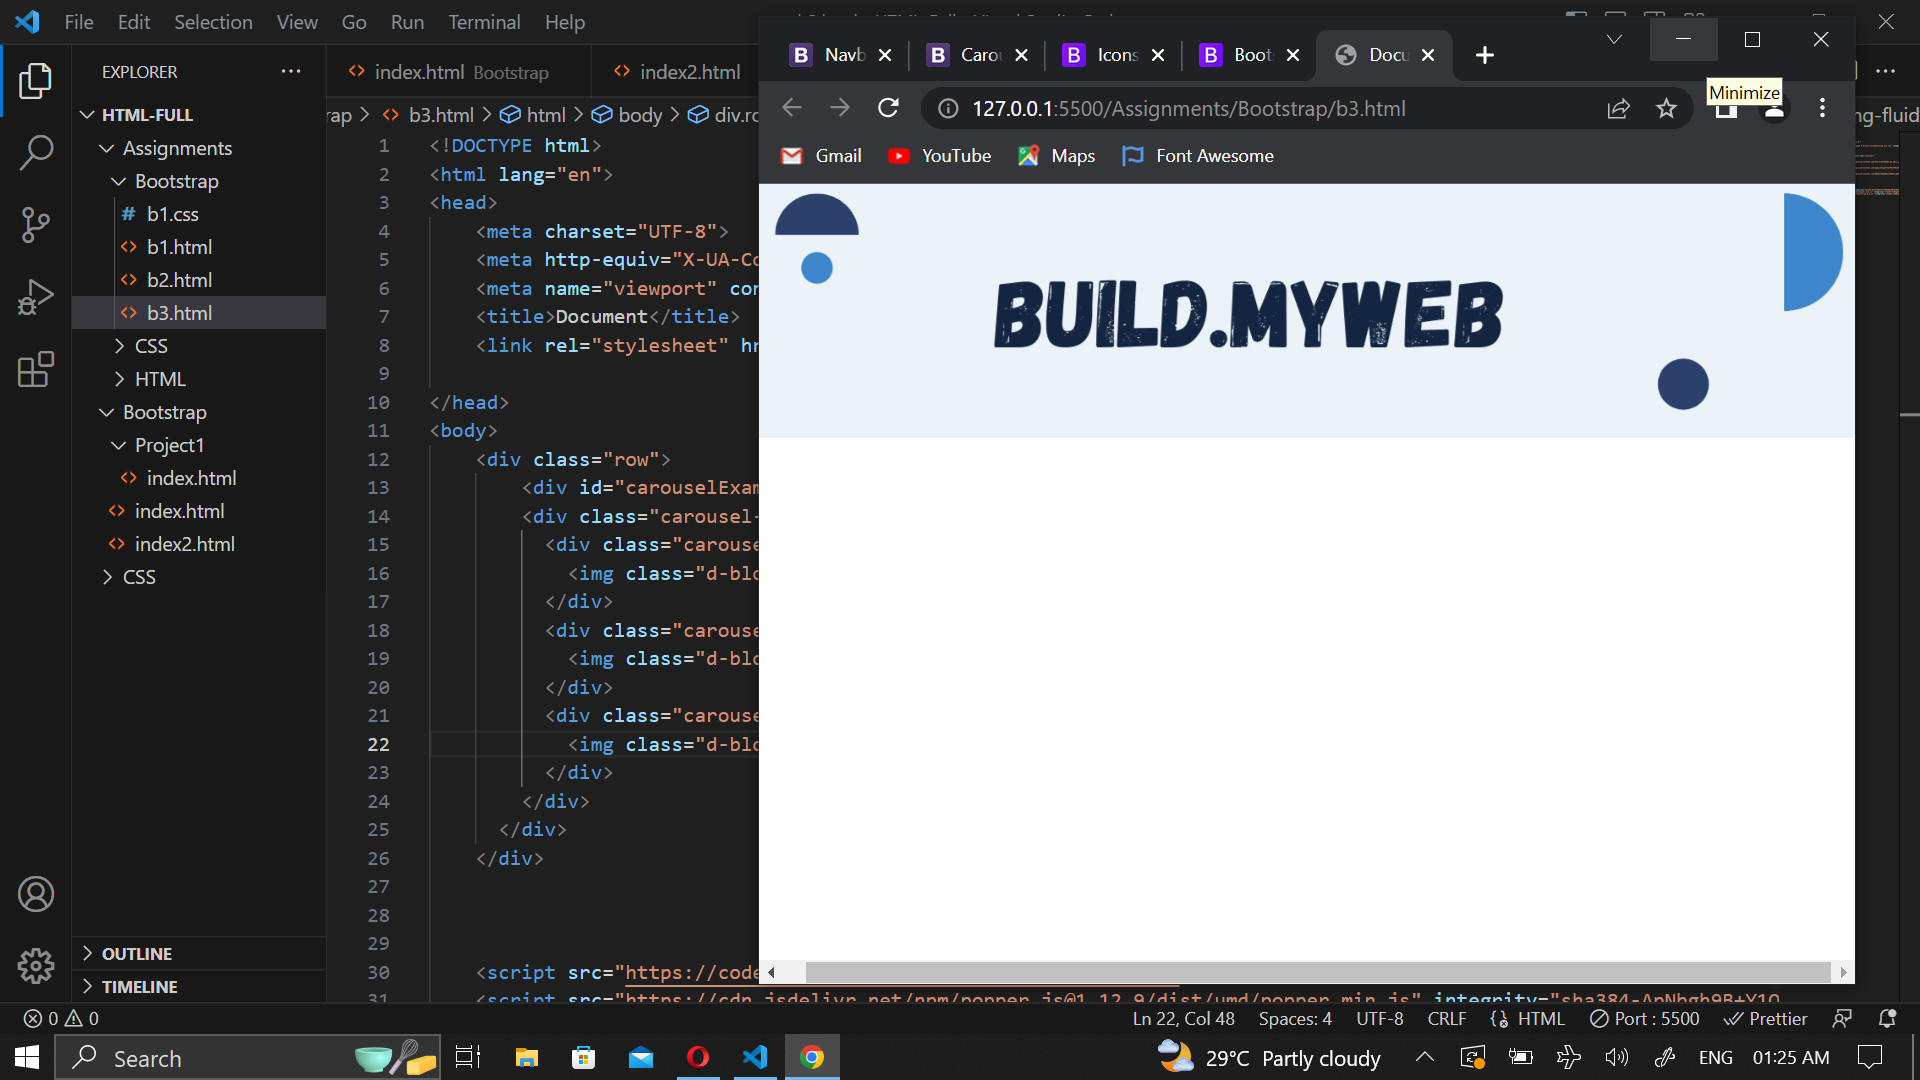 File Edit Selection View Go Run Terminal Help
EXPLORER
HTML-FULL
Assignments
Bootstrap
# b1.css
b1.html
b2.html
b3.html
CSS
HTML
Bootstrap
Project1
index.html
index.html
index2.html
CSS
OUTLINE
TIMELINE
index.html Bootstrap
index2.html
rap > b3.html > html > body > div.ro
ng-fluid
1 <!DOCTYPE html>
2 <html lang="en">
3 <head>
4 <meta charset="UTF-8">
5 <meta http-equiv="X-UA-Co
6 <meta name="viewport" con
7 <title>Document</title>
8 <link rel="stylesheet" hr
9
10 </head>
11 <body>
12 <div class="row">
13 <div id="carouselExam
14 <div class="carousel-
15 <div class="carouse
16 <img class="d-blo
17 </div>
18 <div class="carouse
19 <img class="d-blo
20 </div>
21 <div class="carouse
22 <img class="d-blo
23 </div>
24 </div>
25 </div>
26 </div>
27
28
29
30 <script src="https://code
31 <script src="https://cdn.jsdelivr.net/npm/popper.js@1.12.9/dist/umd/popper.min.js" integrity="sha384-ApNbgh9B+Y1Q
Navb
Carou
Icons
Boot
Docu
Minimize
127.0.0.1:5500/Assignments/Bootstrap/b3.html
Gmail YouTube Maps Font Awesome
BUILD.MYWEB
0 0
Ln 22, Col 48 Spaces: 4 UTF-8 CRLF HTML Port : 5500 Prettier
Search
29°C Partly cloudy
ENG 01:25 AM